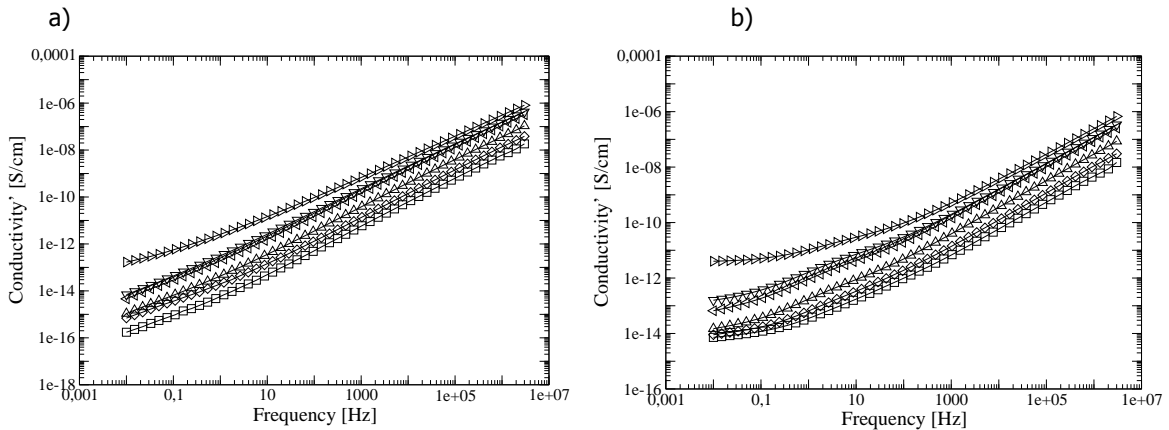 a)
0,0001
1e-06
1e-08
1e-10
1e-12
1e-14
1e-16
1e-18
Conductivity' [S/cm]
0,001
0,1
10
1000
1e+05
1e+07
Frequency [Hz]
b)
0,0001
1e-06
1e-08
1e-10
1e-12
1e-14
1e-16
Conductivity' [S/cm]
0,001
0,1
10
1000
1e+05
1e+07
Frequency [Hz]